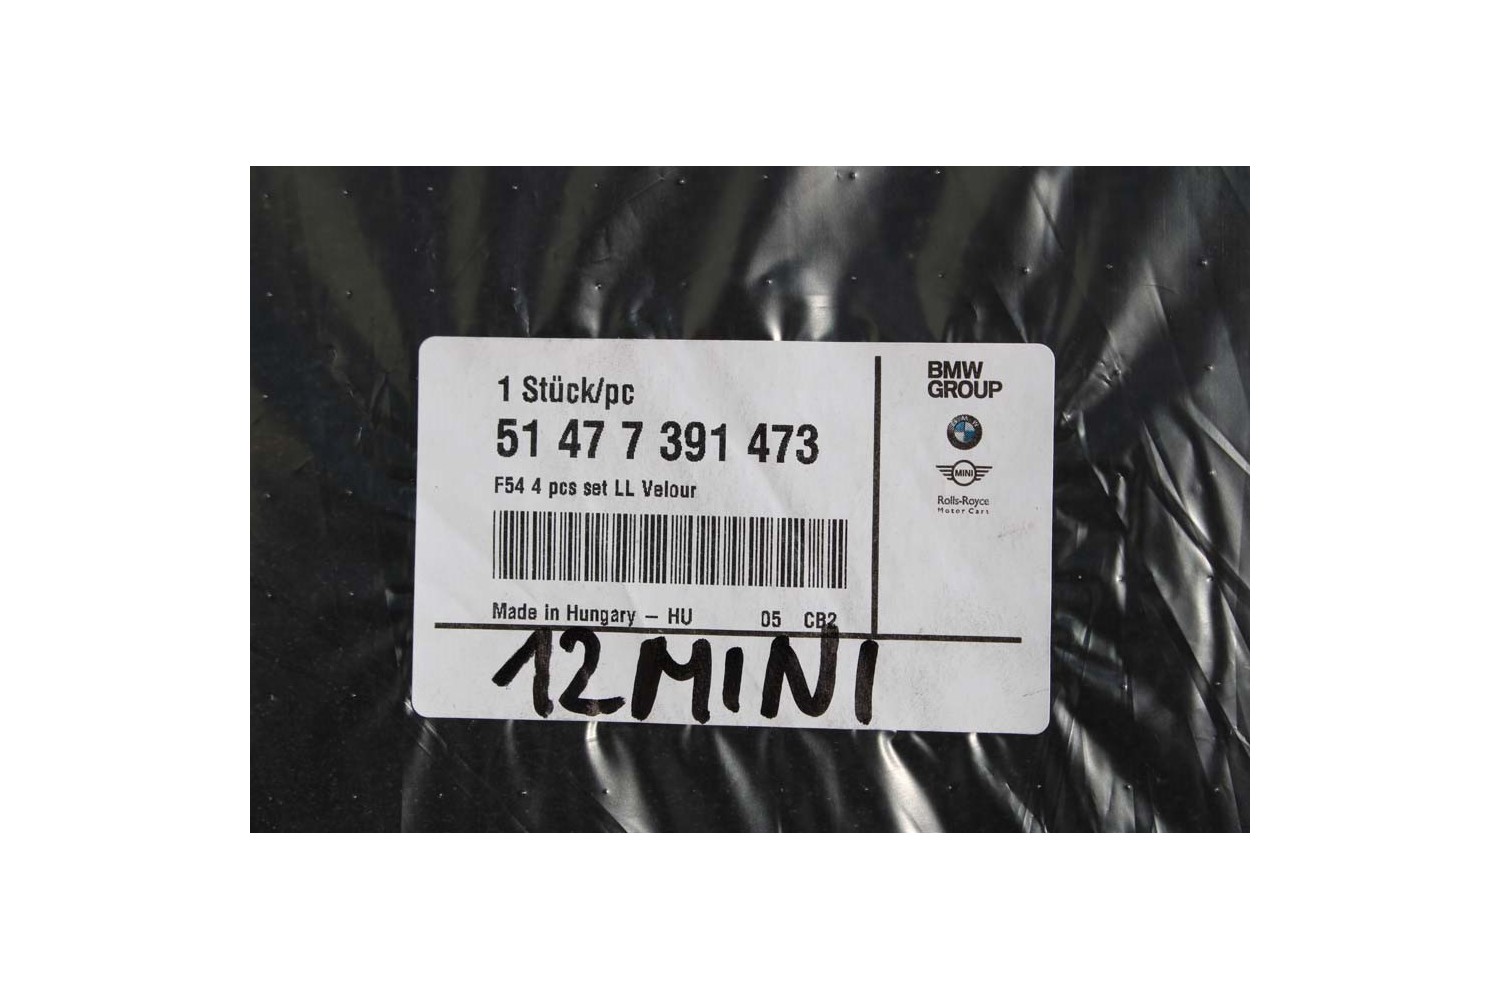 1 Stück/pc
51 47 7 391 473
F54 4 pcs set LL Velour
Made in Hungary – HU 05 CB2
12 MINI
BMW
GROUP
BMW
MINI
Rolls-Royce
Motor Cars